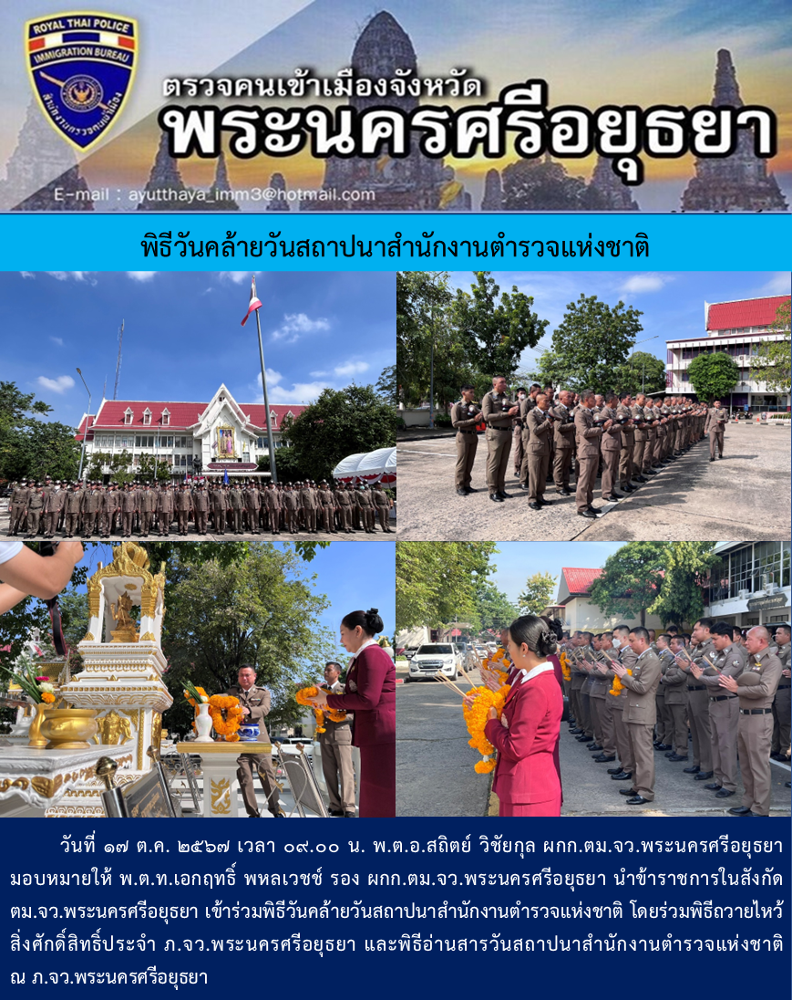 ROYAL THAI POLICE
IMMIGRATION BUREAU
สำนักงานตรวจคนเข้าเมือง
ตรวจคนเข้าเมืองจังหวัด
พระนครศรีอยุธยา
E-mail : ayutthaya_imm3@hotmail.com
พิธีวันคล้ายวันสถาปนาสำนักงานตำรวจแห่งชาติ
วันที่ ๑๗ ต.ค. ๒๕๖๗ เวลา ๐๙.๐๐ น. พ.ต.อ.สถิตย์ วิชัยกุล ผกก.ตม.จว.พระนครศรีอยุธยา
มอบหมายให้ พ.ต.ท.เอกฤทธิ์ พหลเวชช์ รอง ผกก.ตม.จว.พระนครศรีอยุธยา นำข้าราชการในสังกัด
ตม.จว.พระนครศรีอยุธยา เข้าร่วมพิธีวันคล้ายวันสถาปนาสำนักงานตำรวจแห่งชาติ โดยร่วมพิธีถวายไหว้
สิ่งศักดิ์สิทธิ์ประจำ ภ.จว.พระนครศรีอยุธยา และพิธีอ่านสารวันสถาปนาสำนักงานตำรวจแห่งชาติ
ณ ภ.จว.พระนครศรีอยุธยา